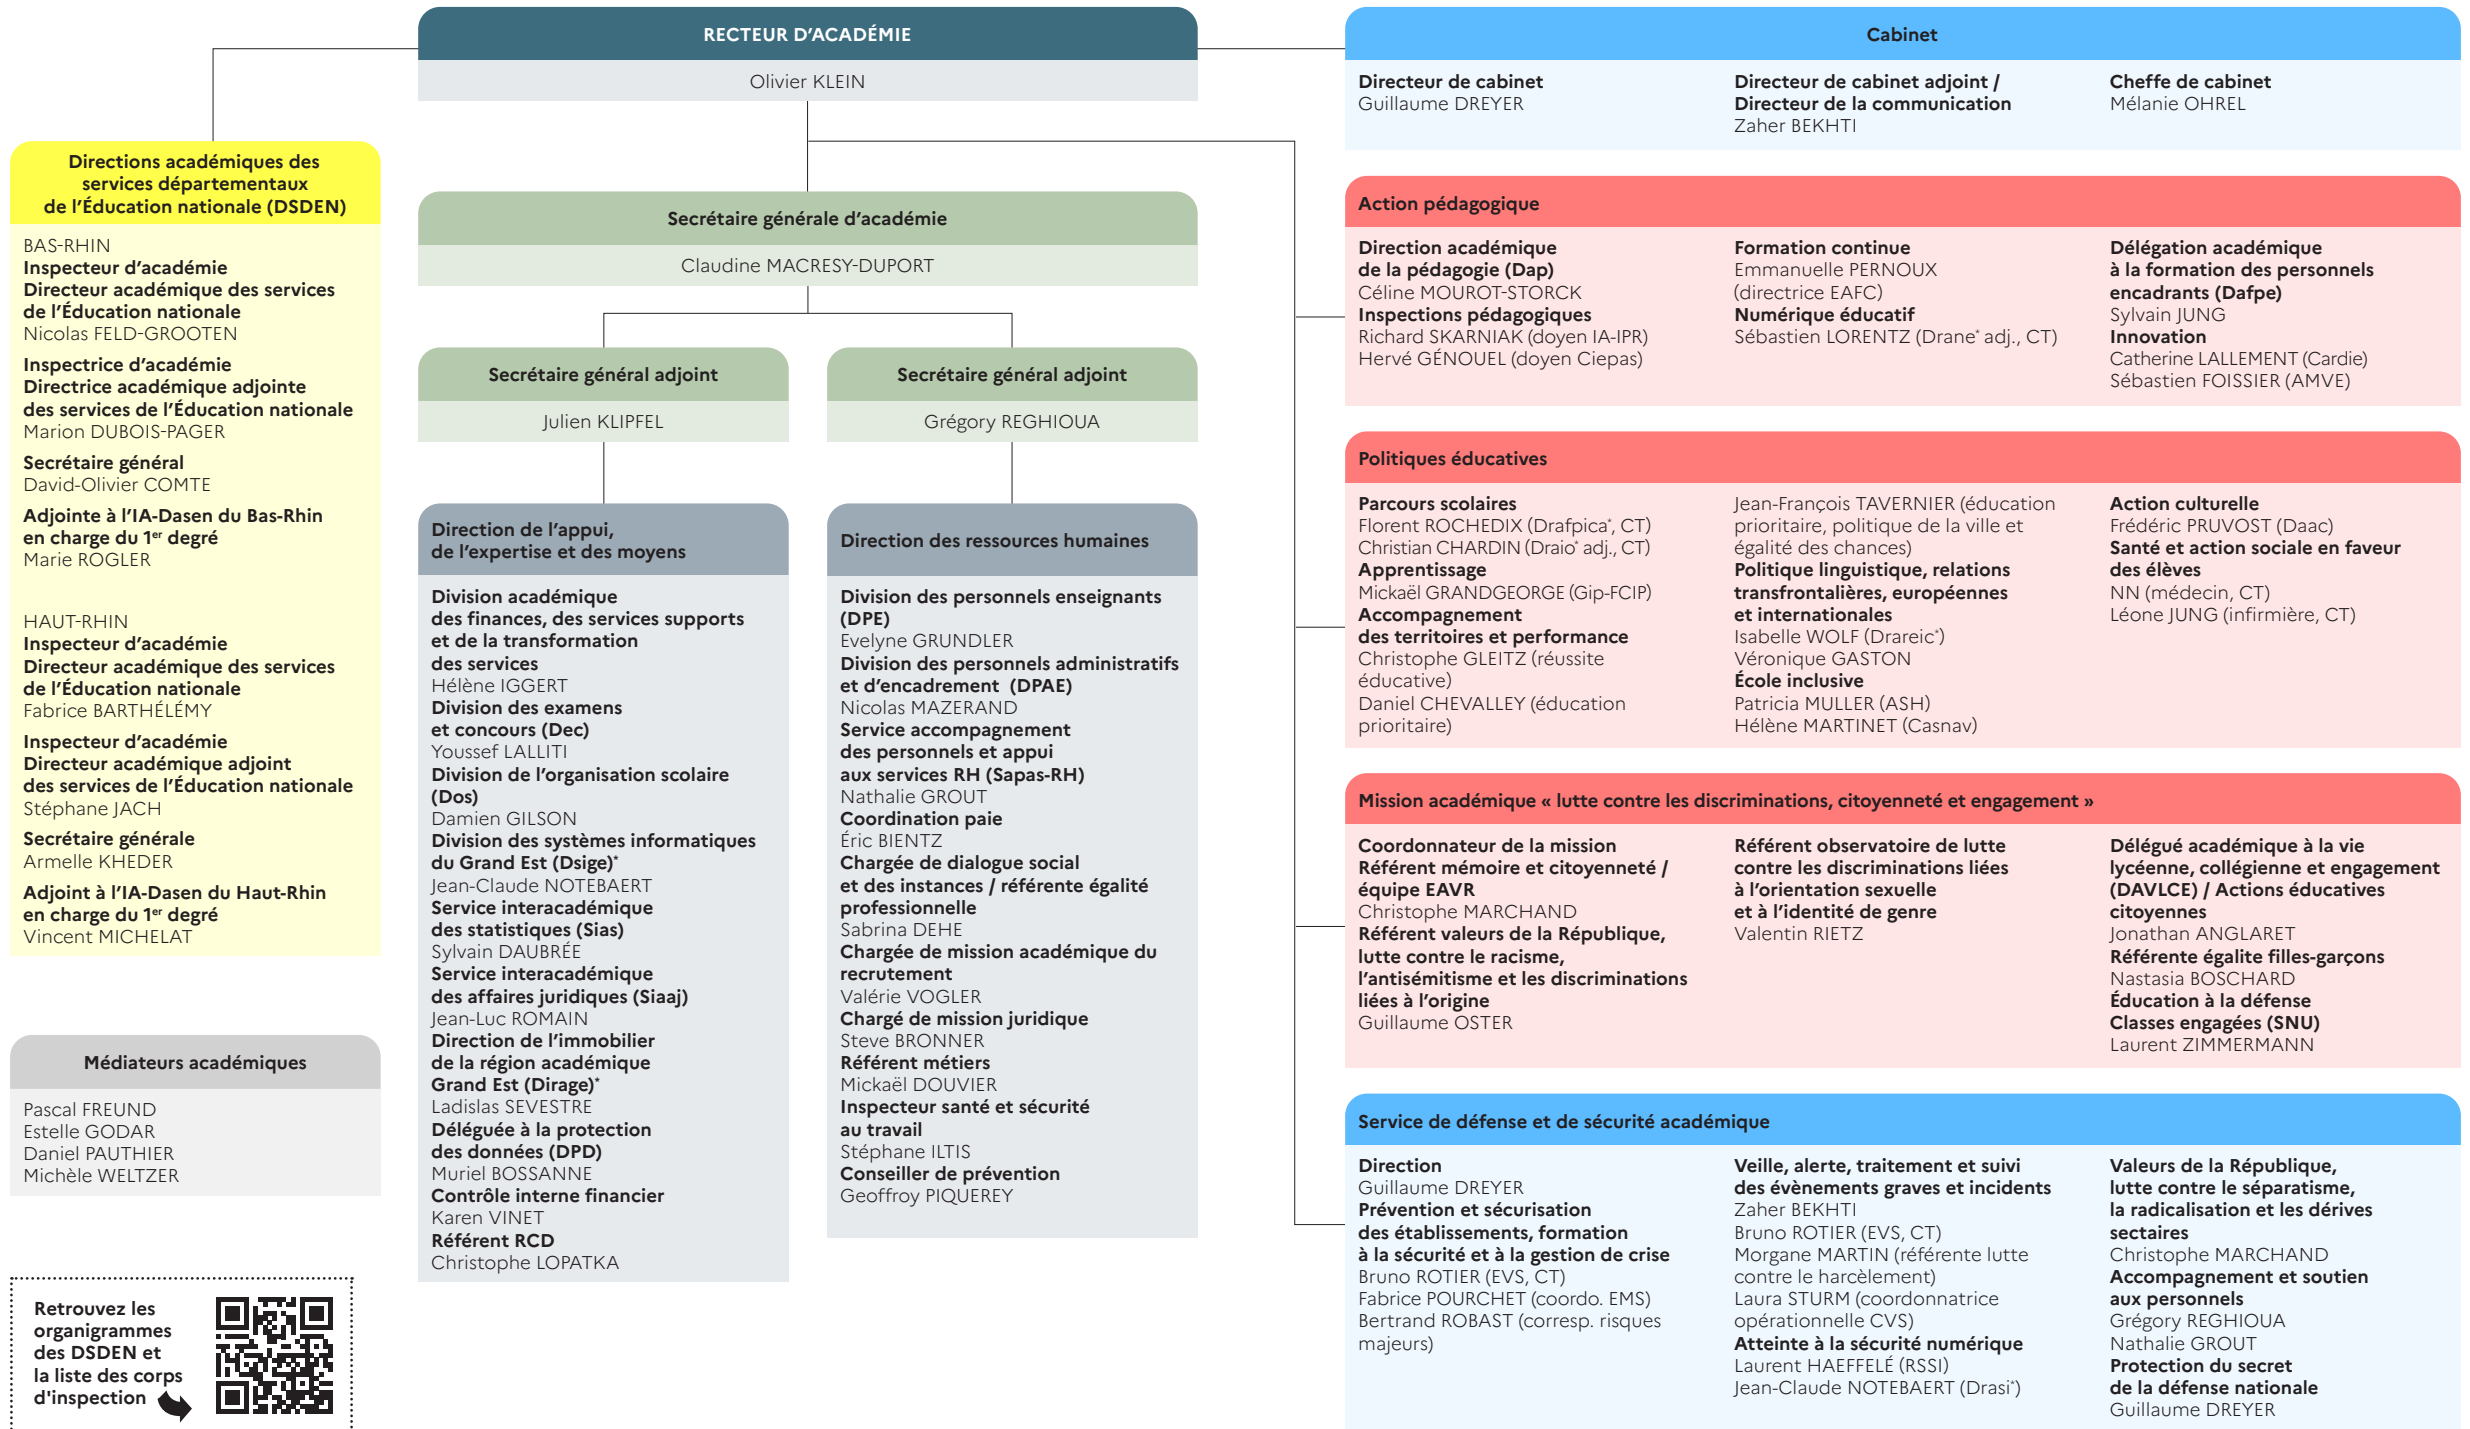 RECTEUR D'ACADÉMIE
Olivier KLEIN
Cabinet
Directeur de cabinet
Guillaume DREYER
Directeur de cabinet adjoint /
Directeur de la communication
Zaher BEKHTI
Cheffe de cabinet
Mélanie OHREL
Directions académiques des
services départementaux
de l'Éducation nationale (DSDEN)
BAS-RHIN
Inspecteur d'académie
Directeur académique des services
de l'Éducation nationale
Nicolas FELD-GROOTEN
Inspectrice d'académie
Directrice académique adjointe
des services de l'Éducation nationale
Marion DUBOIS-PAGER
Secrétaire général
David-Olivier COMTE
Adjointe à l'IA-Dasen du Bas-Rhin
en charge du 1er degré
Marie ROGLER
HAUT-RHIN
Inspecteur d'académie
Directeur académique des services
de l'Éducation nationale
Fabrice BARTHÉLÉMY
Inspecteur d'académie
Directeur académique adjoint
des services de l'Éducation nationale
Stéphane JACH
Secrétaire générale
Armelle KHEDER
Adjoint à l'IA-Dasen du Haut-Rhin
en charge du 1er degré
Vincent MICHELAT
Médiateurs académiques
Pascal FREUND
Estelle GODAR
Daniel PAUTHIER
Michèle WELTZER
Retrouvez les
organigrammes
des DSDEN et
la liste des corps
d'inspection
Secrétaire générale d'académie
Claudine MACRESY-DUPORT
Secrétaire général adjoint
Julien KLIPFEL
Secrétaire général adjoint
Grégory REGHIOUA
Direction de l'appui,
de l'expertise et des moyens
Division académique
des finances, des services supports
et de la transformation
des services
Hélène IGGERT
Division des examens
et concours (Dec)
Youssef LALLITI
Division de l'organisation scolaire
(Dos)
Damien GILSON
Division des systèmes informatiques
du Grand Est (Dsige)*
Jean-Claude NOTEBAERT
Service interacadémique
des statistiques (Sias)
Sylvain DAUBRÉE
Service interacadémique
des affaires juridiques (Siaaj)
Jean-Luc ROMAIN
Direction de l'immobilier
de la région académique
Grand Est (Dirage)*
Ladislas SEVESTRE
Déléguée à la protection
des données (DPD)
Muriel BOSSANNE
Contrôle interne financier
Karen VINET
Référent RCD
Christophe LOPATKA
Direction des ressources humaines
Division des personnels enseignants
(DPE)
Evelyne GRUNDLER
Division des personnels administratifs
et d'encadrement (DPAE)
Nicolas MAZERAND
Service accompagnement
des personnels et appui
aux services RH (Sapas-RH)
Nathalie GROUT
Coordination paie
Éric BIENTZ
Chargée de dialogue social
et des instances / référente égalité
professionnelle
Sabrina DEHE
Chargée de mission académique du
recrutement
Valérie VOGLER
Chargé de mission juridique
Steve BRONNER
Référent métiers
Mickaël DOUVIER
Inspecteur santé et sécurité
au travail
Stéphane ILTIS
Conseiller de prévention
Geoffroy PIQUEREY
Action pédagogique
Direction académique
de la pédagogie (Dap)
Céline MOUROT-STORCK
Inspections pédagogiques
Richard SKARNIAK (doyen IA-IPR)
Hervé GÉNOUEL (doyen Ciepas)
Formation continue
Emmanuelle PERNOUX
(directrice EAFC)
Numérique éducatif
Sébastien LORENTZ (Drane* adj., CT)
Délégation académique
à la formation des personnels
encadrants (Dafpe)
Sylvain JUNG
Innovation
Catherine LALLEMENT (Cardie)
Sébastien FOISSIER (AMVE)
Politiques éducatives
Parcours scolaires
Florent ROCHEDIX (Drafpica*, CT)
Christian CHARDIN (Draio* adj., CT)
Apprentissage
Mickaël GRANDGEORGE (Gip-FCIP)
Accompagnement
des territoires et performance
Christophe GLEITZ (réussite
éducative)
Daniel CHEVALLEY (éducation
prioritaire)
Jean-François TAVERNIER (éducation
prioritaire, politique de la ville et
égalité des chances)
Politique linguistique, relations
transfrontalières, européennes
et internationales
Isabelle WOLF (Drareic*)
Véronique GASTON
École inclusive
Patricia MULLER (ASH)
Hélène MARTINET (Casnav)
Action culturelle
Frédéric PRUVOST (Daac)
Santé et action sociale en faveur
des élèves
NN (médecin, CT)
Léone JUNG (infirmière, CT)
Mission académique « lutte contre les discriminations, citoyenneté et engagement »
Coordonnateur de la mission
Référent mémoire et citoyenneté /
équipe EAVR
Christophe MARCHAND
Référent valeurs de la République,
lutte contre le racisme,
l'antisémitisme et les discriminations
liées à l'origine
Guillaume OSTER
Référent observatoire de lutte
contre les discriminations liées
à l'orientation sexuelle
et à l'identité de genre
Valentin RIETZ
Délégué académique à la vie
lycéenne, collégienne et engagement
(DAVLCE) / Actions éducatives
citoyennes
Jonathan ANGLARET
Référente égalite filles-garçons
Nastasia BOSCHARD
Éducation à la défense
Classes engagées (SNU)
Laurent ZIMMERMANN
Service de défense et de sécurité académique
Direction
Guillaume DREYER
Prévention et sécurisation
des établissements, formation
à la sécurité et à la gestion de crise
Bruno ROTIER (EVS, CT)
Fabrice POURCHET (coordo. EMS)
Bertrand ROBAST (corresp. risques
majeurs)
Veille, alerte, traitement et suivi
des évènements graves et incidents
Zaher BEKHTI
Bruno ROTIER (EVS, CT)
Morgane MARTIN (référente lutte
contre le harcèlement)
Laura STURM (coordonnatrice
opérationnelle CVS)
Atteinte à la sécurité numérique
Laurent HAEFFELÉ (RSSI)
Jean-Claude NOTEBAERT (Drasi*)
Valeurs de la République,
lutte contre le séparatisme,
la radicalisation et les dérives
sectaires
Christophe MARCHAND
Accompagnement et soutien
aux personnels
Grégory REGHIOUA
Nathalie GROUT
Protection du secret
de la défense nationale
Guillaume DREYER